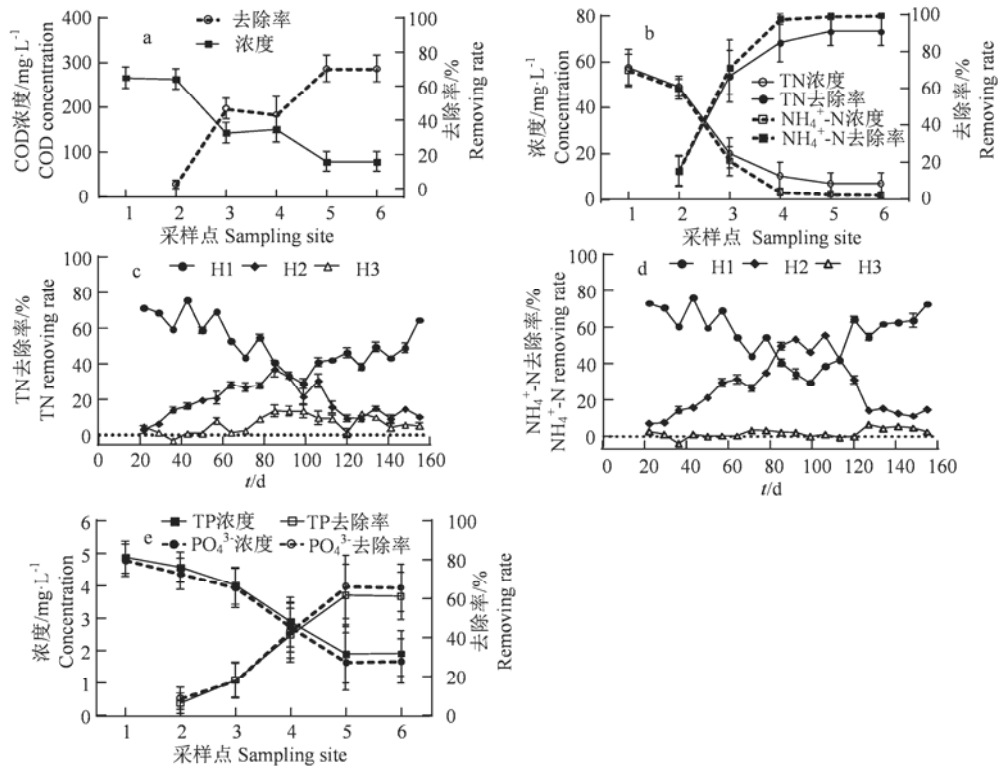 a
去除率
浓度
COD浓度/mg·L⁻¹
COD concentration
400
300
200
100
0
100
80
60
40
20
0
去除率/%
Removing rate
1 2 3 4 5 6
采样点 Sampling site
b
TN浓度
TN去除率
NH₄⁺-N浓度
NH₄⁺-N去除率
浓度/mg·L⁻¹
Concentration
80
60
40
20
0
100
80
60
40
20
0
去除率/%
Removing rate
1 2 3 4 5 6
采样点 Sampling site
c H1 H2 H3
TN去除率/%
TN removing rate
100
80
60
40
20
0
0 20 40 60 80 100 120 140 160
t/d
d H1 H2 H3
NH₄⁺-N去除率/%
NH₄⁺-N removing rate
100
80
60
40
20
0
0 20 40 60 80 100 120 140 160
t/d
TP浓度 TP去除率
PO₄³⁻浓度 PO₄³⁻去除率
e
浓度/mg·L⁻¹
Concentration
6
5
4
3
2
1
0
100
80
60
40
20
0
去除率/%
Removing rate
1 2 3 4 5 6
采样点 Sampling site